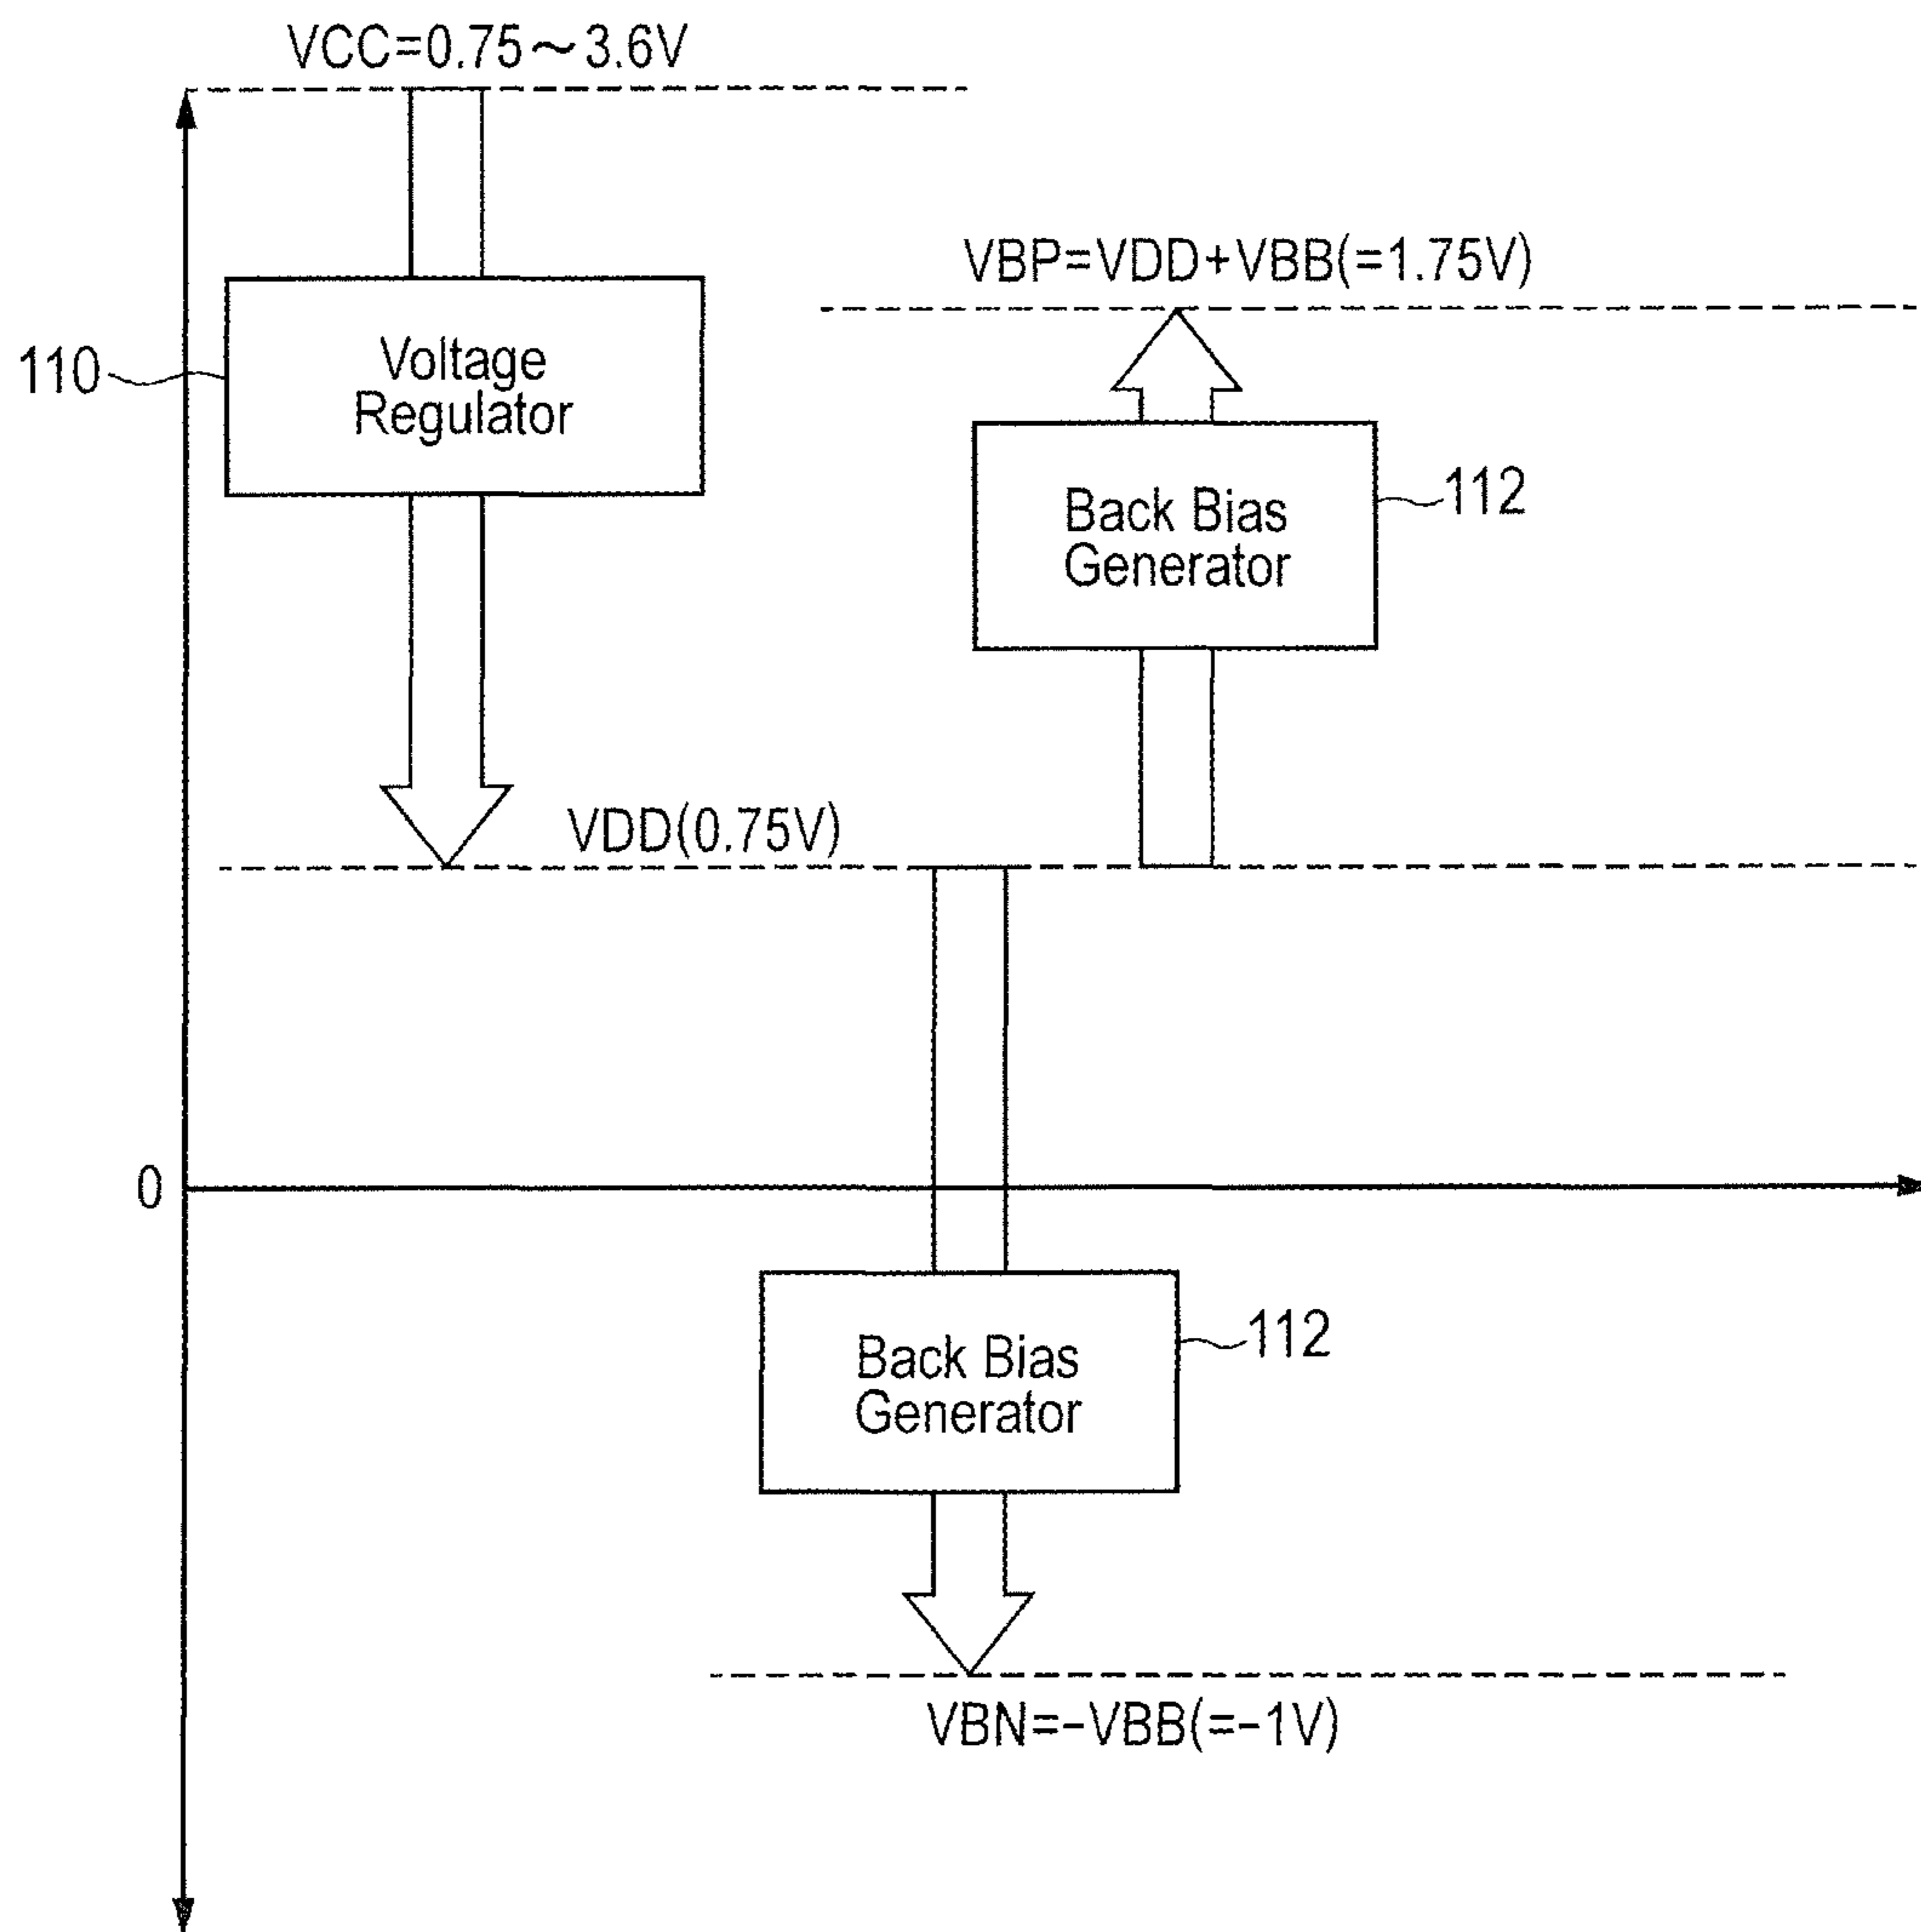 VCC=0.75～3.6V
VBP=VDD+VBB(=1.75V)
110
Voltage
Regulator
Back Bias
Generator
112
VDD(0.75V)
0
Back Bias
Generator
112
VBN=-VBB(=-1V)